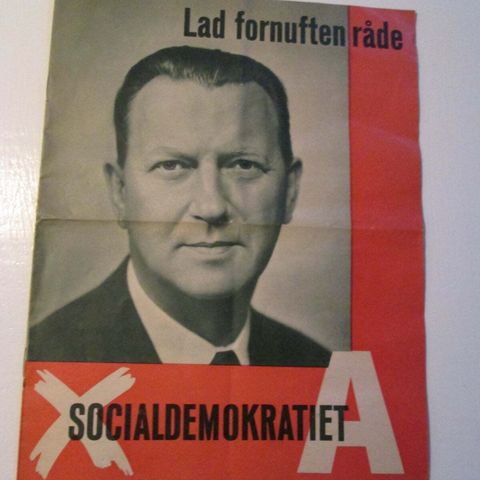 Lad fornuften råde
X SOCIALDEMOKRATIET A